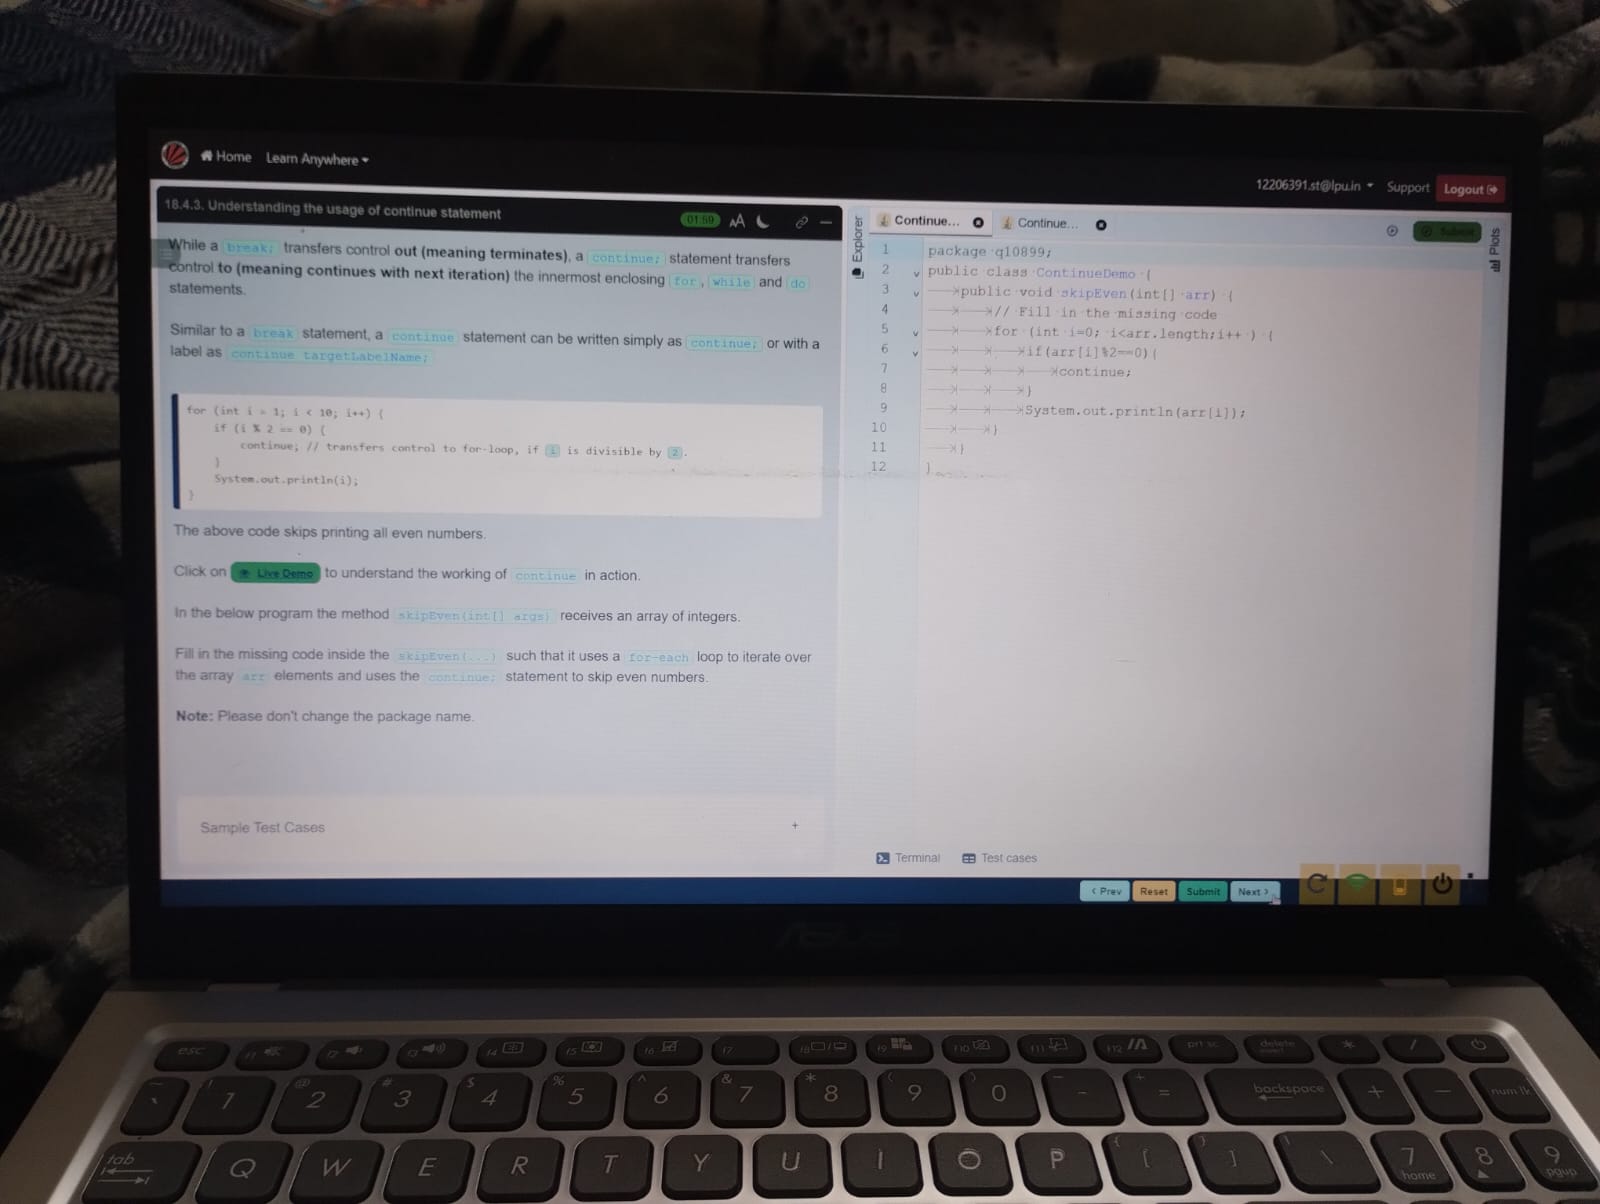 Home Learn Anywhere
12206391.st@lpu.in Support Logout
18.4.3. Understanding the usage of continue statement
01:59 AA
While a break; transfers control out (meaning terminates), a continue; statement transfers
control to (meaning continues with next iteration) the innermost enclosing for, while and do
statements.
Similar to a break statement, a continue statement can be written simply as continue; or with a
label as continue targetLabelName;
for (int i = 1; i < 10; i++) {
if (i % 2 == 0) {
continue; // transfers control to for-loop, if i is divisible by 2.
}
System.out.println(i);
}
The above code skips printing all even numbers.
Click on Live Demo to understand the working of continue in action.
In the below program the method skipEven(int[] args) receives an array of integers.
Fill in the missing code inside the skipEven(...) such that it uses a for-each loop to iterate over
the array arr elements and uses the continue; statement to skip even numbers.
Note: Please don't change the package name.
Sample Test Cases +
Explorer
Continue... Continue...
Submit
Plots
1 package q10899;
2 public class ContinueDemo {
3 public void skipEven(int[] arr) {
4 // Fill in the missing code
5 for (int i=0; i<arr.length;i++ ) {
6 if(arr[i]%2==0){
7 continue;
8 }
9 System.out.println(arr[i]);
10 }
11 }
12 }
Terminal Test cases
< Prev Reset Submit Next >
ASUS
esc f1 f2 f3 f4 f5 f6 f7 f8 f9 f10 f11 f12 prt sc delete * /
~ ` ! 1 @ 2 # 3 $ 4 % 5 ^ 6 & 7 * 8 ( 9 ) 0 _ - + = backspace + - num lk
tab Q W E R T Y U I O P { [ } ] | \ 7 home 8 9 pgup